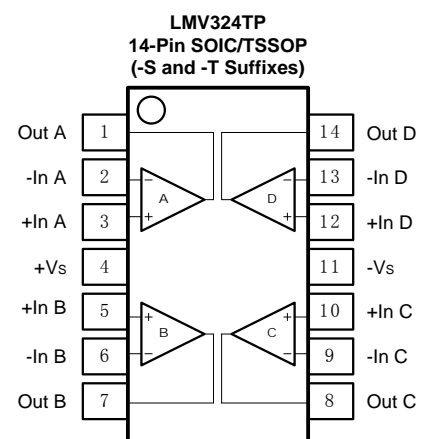 LMV324TP
14-Pin SOIC/TSSOP
(-S and -T Suffixes)
Out A 1 14 Out D
-In A 2 − − 13 -In D
A D
+In A 3 + + 12 +In D
+Vs 4 11 -Vs
+In B 5 + + 10 +In C
B C
-In B 6 − − 9 -In C
Out B 7 8 Out C